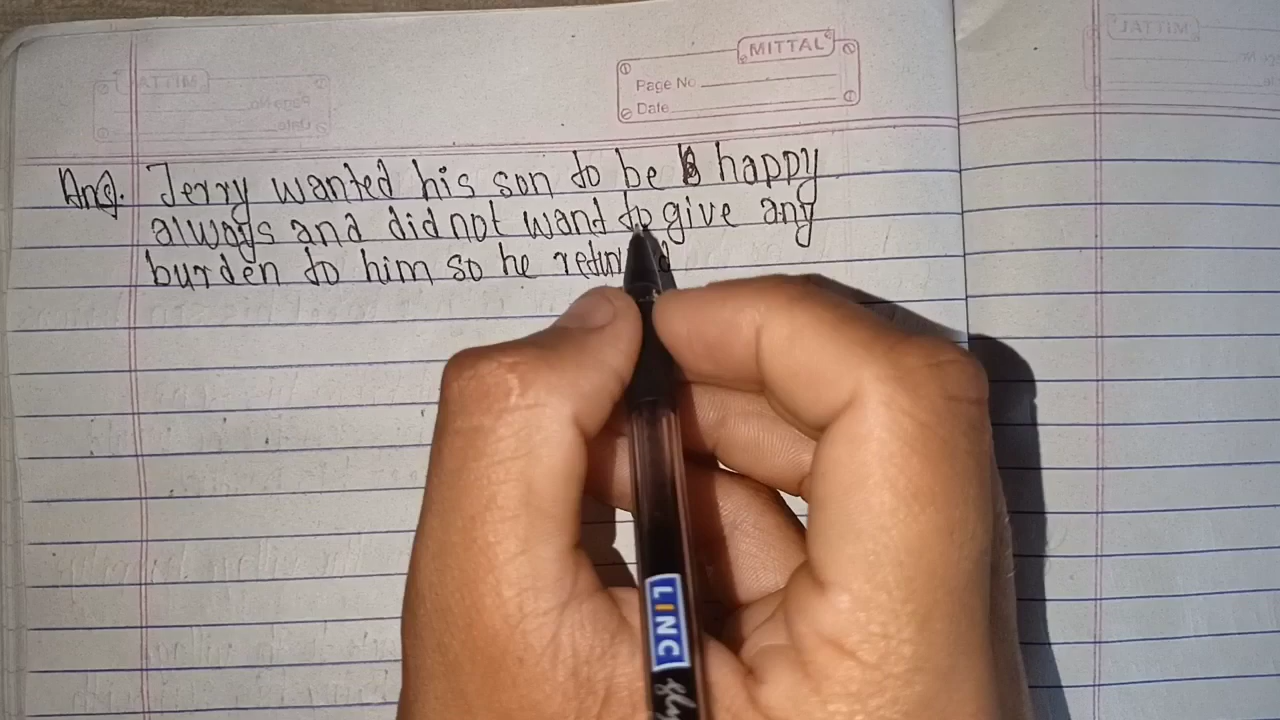 MITTAL
Page No
Date
Ans. Jerry wanted his son to be happy
always and did not want to give any
burden to him so he
LINC